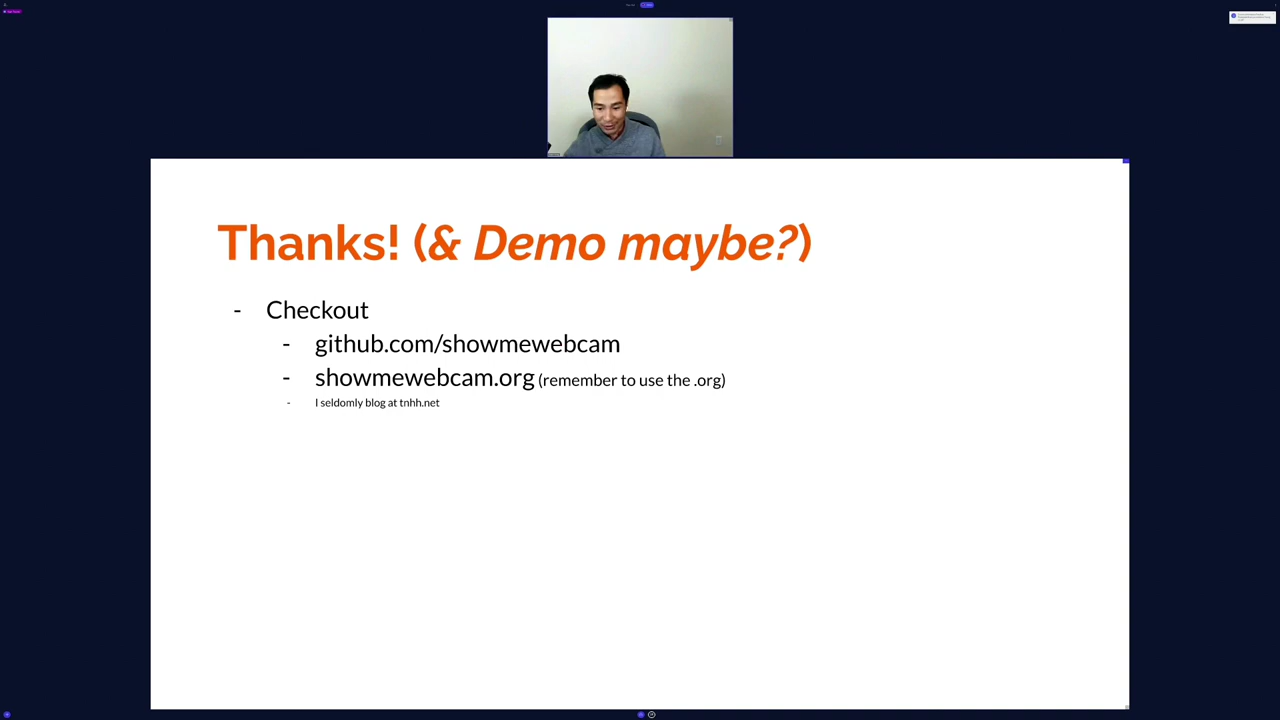 Thanks! (& Demo maybe?)
- Checkout
- github.com/showmewebcam
- showmewebcam.org (remember to use the .org)
- I seldomly blog at tnhh.net